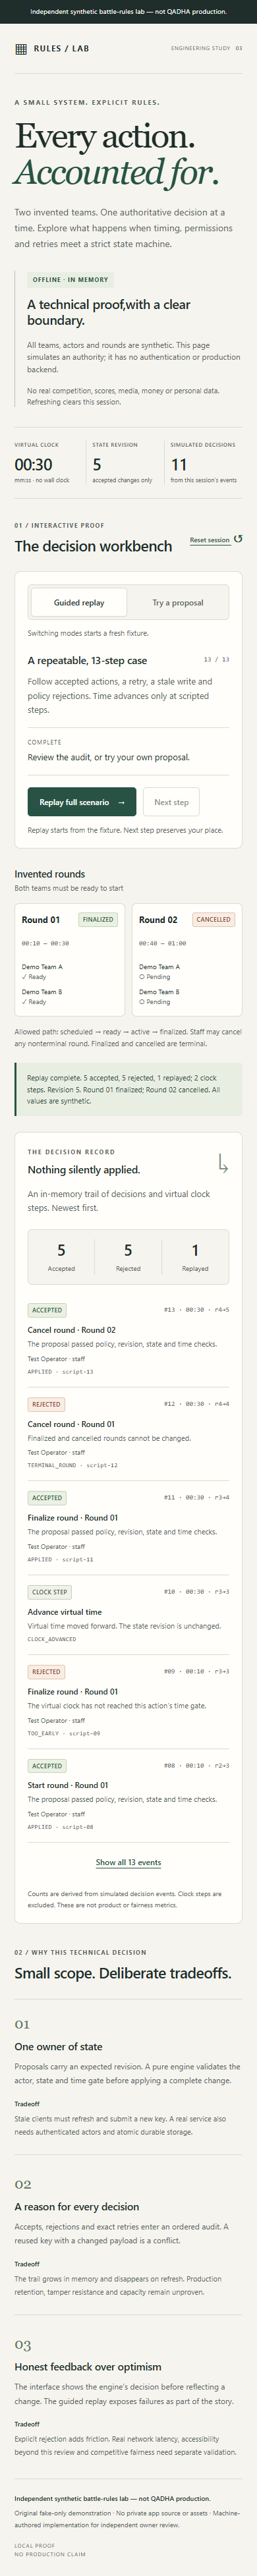 Independent synthetic battle-rules lab — not QADHA production.
RULES / LAB
ENGINEERING STUDY 03
A SMALL SYSTEM. EXPLICIT RULES.
Every action.
Accounted for.
Two invented teams. One authoritative decision at a
time. Explore what happens when timing, permissions
and retries meet a strict state machine.
OFFLINE · IN MEMORY
A technical proof,with a clear
boundary.
All teams, actors and rounds are synthetic. This page
simulates an authority; it has no authentication or production
backend.
No real competition, scores, media, money or personal data.
Refreshing clears this session.
VIRTUAL CLOCK
00:30
mm:ss · no wall clock
STATE REVISION
5
accepted changes only
SIMULATED DECISIONS
11
from this session's events
01 / INTERACTIVE PROOF
The decision workbench
Reset session ↺
Guided replay
Try a proposal
Switching modes starts a fresh fixture.
A repeatable, 13-step case
13 / 13
Follow accepted actions, a retry, a stale write and
policy rejections. Time advances only at scripted
steps.
COMPLETE
Review the audit, or try your own proposal.
Replay full scenario →
Next step
Replay starts from the fixture. Next step preserves your place.
Invented rounds
Both teams must be ready to start
Round 01
FINALIZED
00:10 — 00:30
Demo Team A
✓ Ready
Demo Team B
✓ Ready
Round 02
CANCELLED
00:40 — 01:00
Demo Team A
○ Pending
Demo Team B
○ Pending
Allowed path: scheduled → ready → active → finalized. Staff may cancel
any nonterminal round. Finalized and cancelled are terminal.
Replay complete. 5 accepted, 5 rejected, 1 replayed; 2 clock
steps. Revision 5. Round 01 finalized; Round 02 cancelled. All
values are synthetic.
THE DECISION RECORD
Nothing silently applied.
An in-memory trail of decisions and virtual clock
steps. Newest first.
5
Accepted
5
Rejected
1
Replayed
ACCEPTED
#13 · 00:30 · r4→5
Cancel round · Round 02
The proposal passed policy, revision, state and time checks.
Test Operator · staff
APPLIED · script-13
REJECTED
#12 · 00:30 · r4→4
Cancel round · Round 01
Finalized and cancelled rounds cannot be changed.
Test Operator · staff
TERMINAL_ROUND · script-12
ACCEPTED
#11 · 00:30 · r3→4
Finalize round · Round 01
The proposal passed policy, revision, state and time checks.
Test Operator · staff
APPLIED · script-11
CLOCK STEP
#10 · 00:30 · r3→3
Advance virtual time
Virtual time moved forward. The state revision is unchanged.
CLOCK_ADVANCED
REJECTED
#09 · 00:10 · r3→3
Finalize round · Round 01
The virtual clock has not reached this action's time gate.
Test Operator · staff
TOO_EARLY · script-09
ACCEPTED
#08 · 00:10 · r2→3
Start round · Round 01
The proposal passed policy, revision, state and time checks.
Test Operator · staff
APPLIED · script-08
Show all 13 events
Counts are derived from simulated decision events. Clock steps are
excluded. These are not product or fairness metrics.
02 / WHY THIS TECHNICAL DECISION
Small scope. Deliberate tradeoffs.
01
One owner of state
Proposals carry an expected revision. A pure engine validates the
actor, state and time gate before applying a complete change.
Tradeoff
Stale clients must refresh and submit a new key. A real service also
needs authenticated actors and atomic durable storage.
02
A reason for every decision
Accepts, rejections and exact retries enter an ordered audit. A
reused key with a changed payload is a conflict.
Tradeoff
The trail grows in memory and disappears on refresh. Production
retention, tamper resistance and capacity remain unproven.
03
Honest feedback over optimism
The interface shows the engine's decision before reflecting a
change. The guided replay exposes failures as part of the story.
Tradeoff
Explicit rejection adds friction. Real network latency, accessibility
beyond this review and competitive fairness need separate validation.
Independent synthetic battle-rules lab — not QADHA production.
Original fake-only demonstration · No private app source or assets · Machine-
authored implementation for independent owner review.
LOCAL PROOF
NO PRODUCTION CLAIM